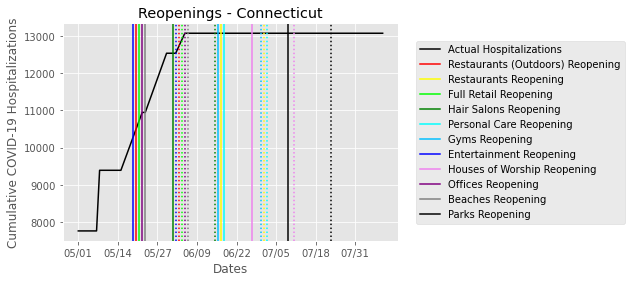 Reopenings - Connecticut
Cumulative COVID-19 Hospitalizations
13000
12000
11000
10000
9000
8000
05/01 05/14 05/27 06/09 06/22 07/05 07/18 07/31
Dates
Actual Hospitalizations
Restaurants (Outdoors) Reopening
Restaurants Reopening
Full Retail Reopening
Hair Salons Reopening
Personal Care Reopening
Gyms Reopening
Entertainment Reopening
Houses of Worship Reopening
Offices Reopening
Beaches Reopening
Parks Reopening